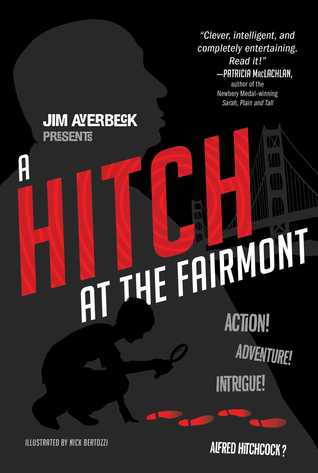 “Clever, intelligent, and
completely entertaining.
Read it!”
—PATRICIA MACLACHLAN,
author of the
Newbery Medal–winning
Sarah, Plain and Tall
JIM AVERBECK
PRESENTS
A
HITCH
AT THE FAIRMONT
ACTION!
ADVENTURE!
INTRIGUE!
ALFRED HITCHCOCK?
ILLUSTRATED BY NICK BERTOZZI